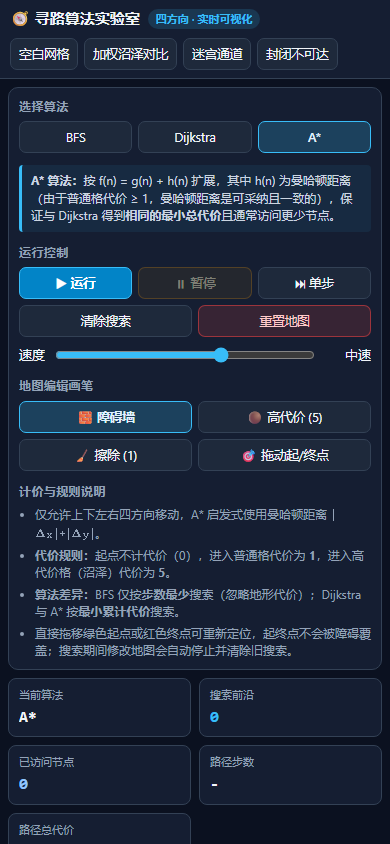 🧭 寻路算法实验室 四方向 · 实时可视化
空白网格 加权沼泽对比 迷宫通道 封闭不可达
选择算法
BFS Dijkstra A*
A* 算法：按 f(n) = g(n) + h(n) 扩展，其中 h(n) 为曼哈顿距离
（由于普通格代价 ≥ 1，曼哈顿距离是可采纳且一致的），保
证与 Dijkstra 得到相同的最小总代价且通常访问更少节点。
运行控制
▶ 运行 ⏸ 暂停 ⏭ 单步
清除搜索 重置地图
速度 中速
地图编辑画笔
🧱 障碍墙 🟤 高代价 (5)
🧹 擦除 (1) 🎯 拖动起/终点
计价与规则说明
• 仅允许上下左右四方向移动，A* 启发式使用曼哈顿距离 |
Δx|+|Δy|。
• 代价规则：起点不计代价（0），进入普通格代价为 1，进入高
代价格（沼泽）代价为 5。
• 算法差异：BFS 仅按步数最少搜索（忽略地形代价）；Dijkstra
与 A* 按最小累计代价搜索。
• 直接拖移绿色起点或红色终点可重新定位，起终点不会被障碍覆
盖；搜索期间修改地图会自动停止并清除旧搜索。
当前算法 搜索前沿
A* 0
已访问节点 路径步数
0 -
路径总代价